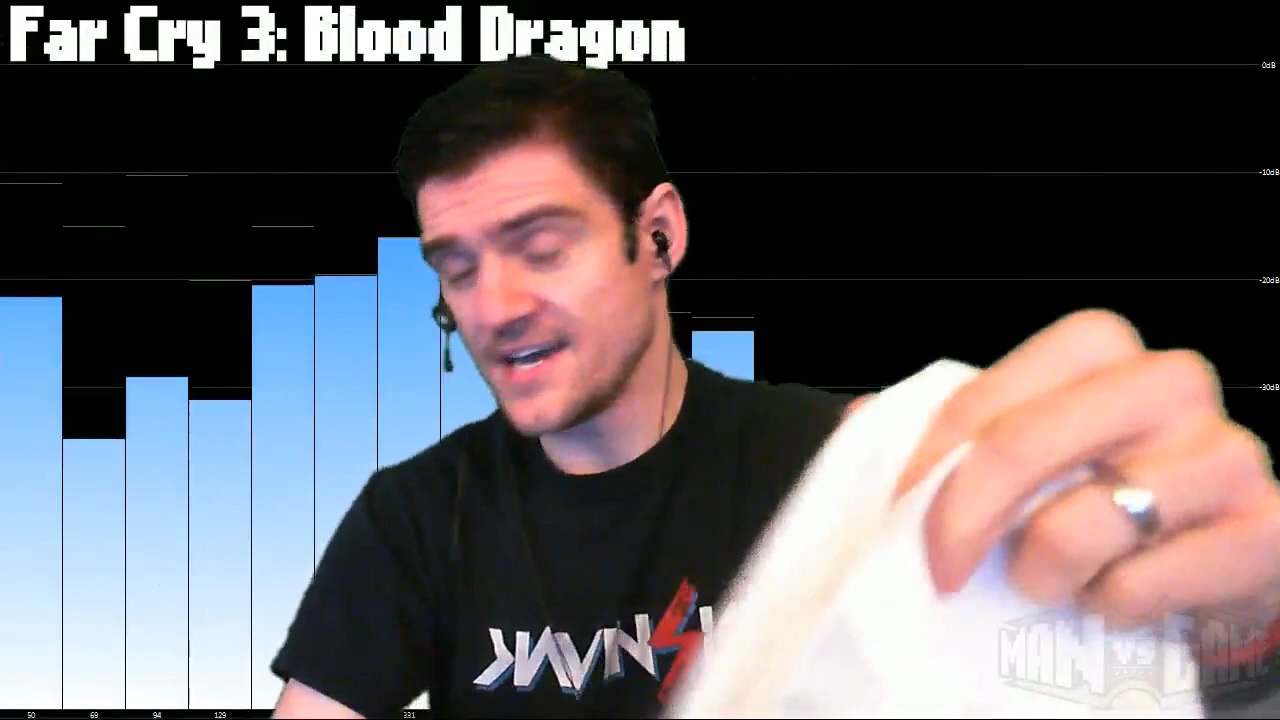 Far Cry 3: Blood Dragon
0dB
-10dB
-20dB
-30dB
MAN VS GAME
50
69
94
129
331